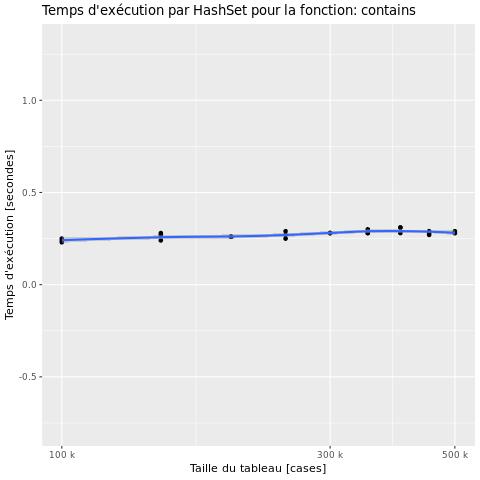 Temps d'exécution par HashSet pour la fonction: contains
Temps d'exécution [secondes]
1.0
0.5
0.0
-0.5
100 k
300 k
500 k
Taille du tableau [cases]